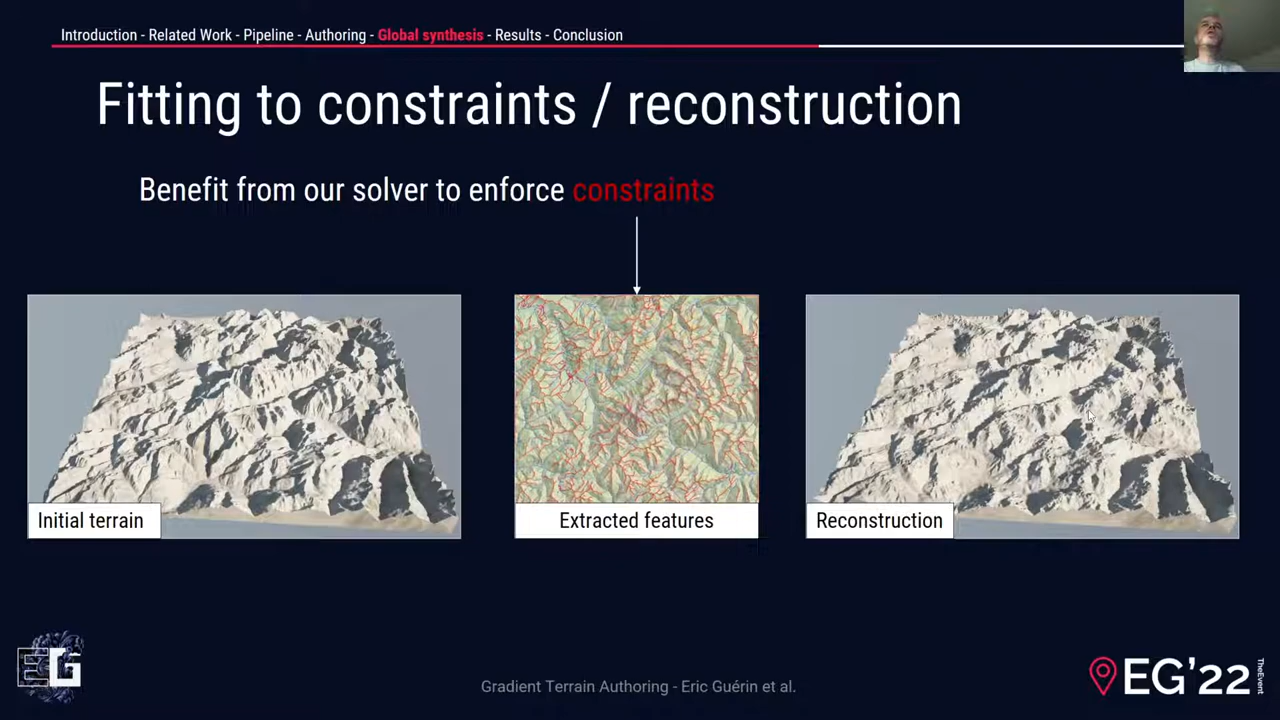 Introduction - Related Work - Pipeline - Authoring - Global synthesis - Results - Conclusion
Fitting to constraints / reconstruction
Benefit from our solver to enforce constraints
Initial terrain
Extracted features
Reconstruction
EG
Gradient Terrain Authoring - Eric Guérin et al.
EG'22
TheEvent